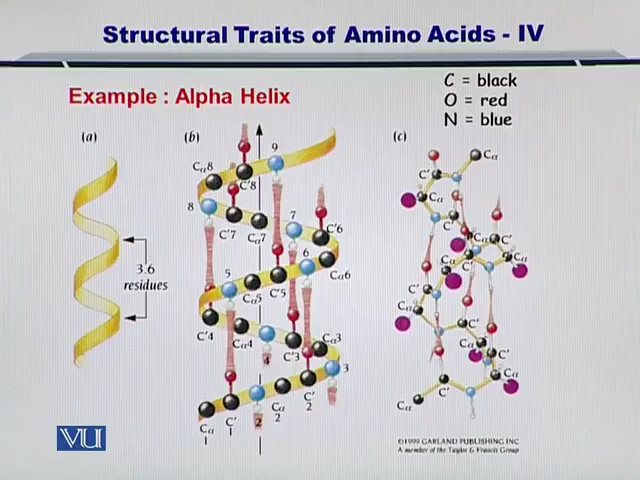 Structural Traits of Amino Acids - IV
Example : Alpha Helix
C = black
O = red
N = blue
(a)
(b)
(c)
9
Cα8
C'8
8
C'7
Cα7
7
C'6
6
Cα6
3.6
residues
5
Cα5
C'5
C'4
Cα4
4
C'3
Cα3
3
Cα
1
C'
1
2
Cα
2
C'
2
Cα
C'
Cα
C'
Cα
C'
Cα
Cα
C'
C'
Cα
C'
Cα
C'
Cα
C'
Cα
VU
©1999 GARLAND PUBLISHING INC
A member of the Taylor & Francis Group